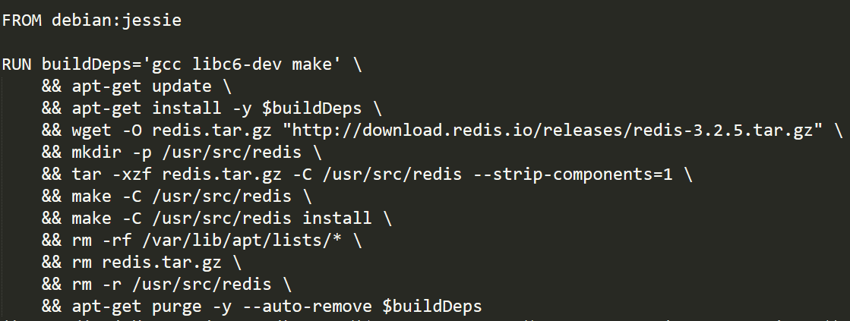 FROM debian:jessie
RUN buildDeps='gcc libc6-dev make' \
&& apt-get update \
&& apt-get install -y $buildDeps \
&& wget -O redis.tar.gz "http://download.redis.io/releases/redis-3.2.5.tar.gz" \
&& mkdir -p /usr/src/redis \
&& tar -xzf redis.tar.gz -C /usr/src/redis --strip-components=1 \
&& make -C /usr/src/redis \
&& make -C /usr/src/redis install \
&& rm -rf /var/lib/apt/lists/* \
&& rm redis.tar.gz \
&& rm -r /usr/src/redis \
&& apt-get purge -y --auto-remove $buildDeps